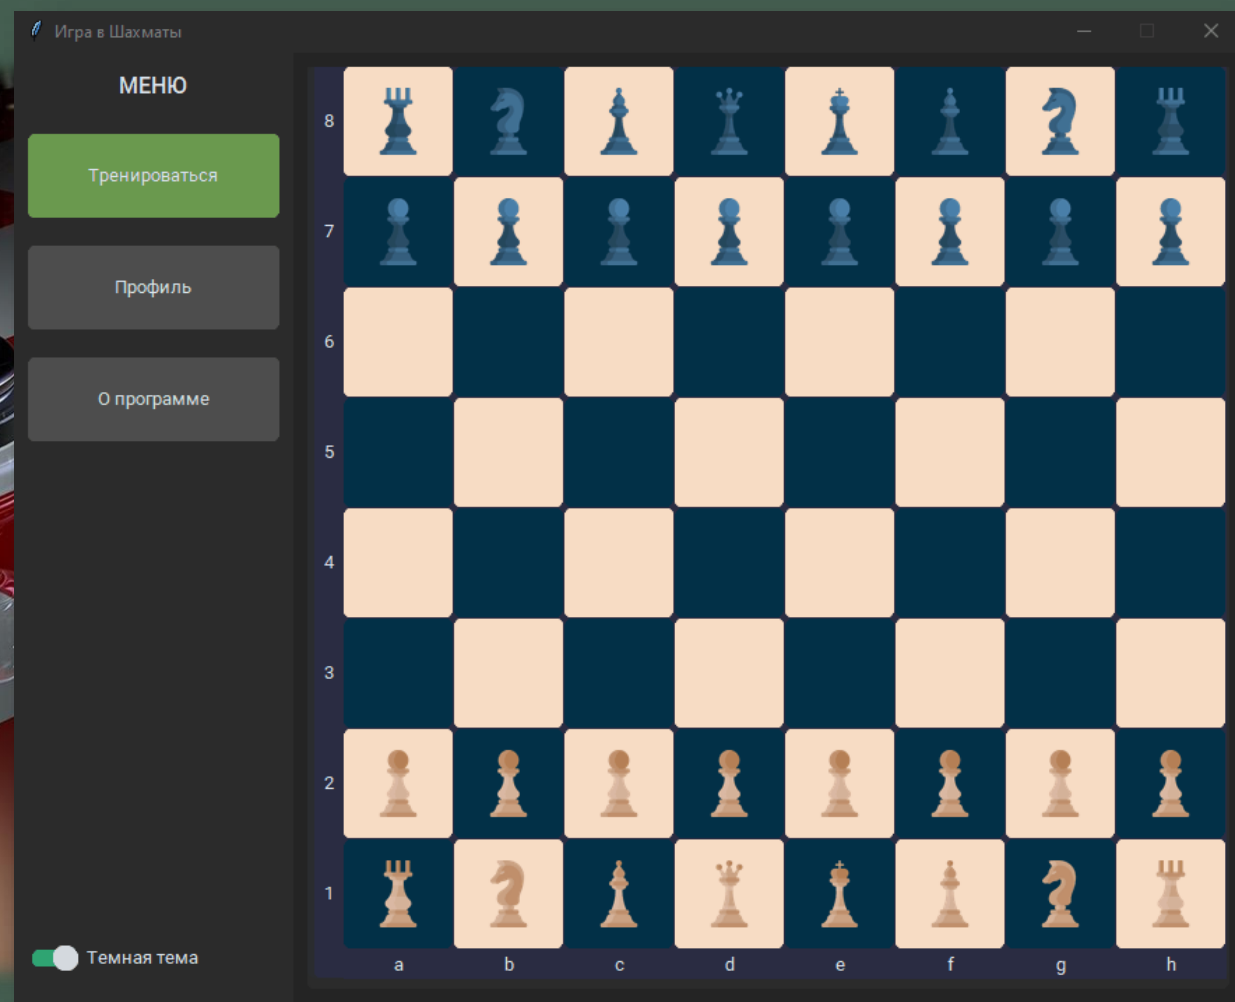 Игра в Шахматы
МЕНЮ
Тренироваться
Профиль
О программе
Темная тема
8
7
6
5
4
3
2
1
a b c d e f g h